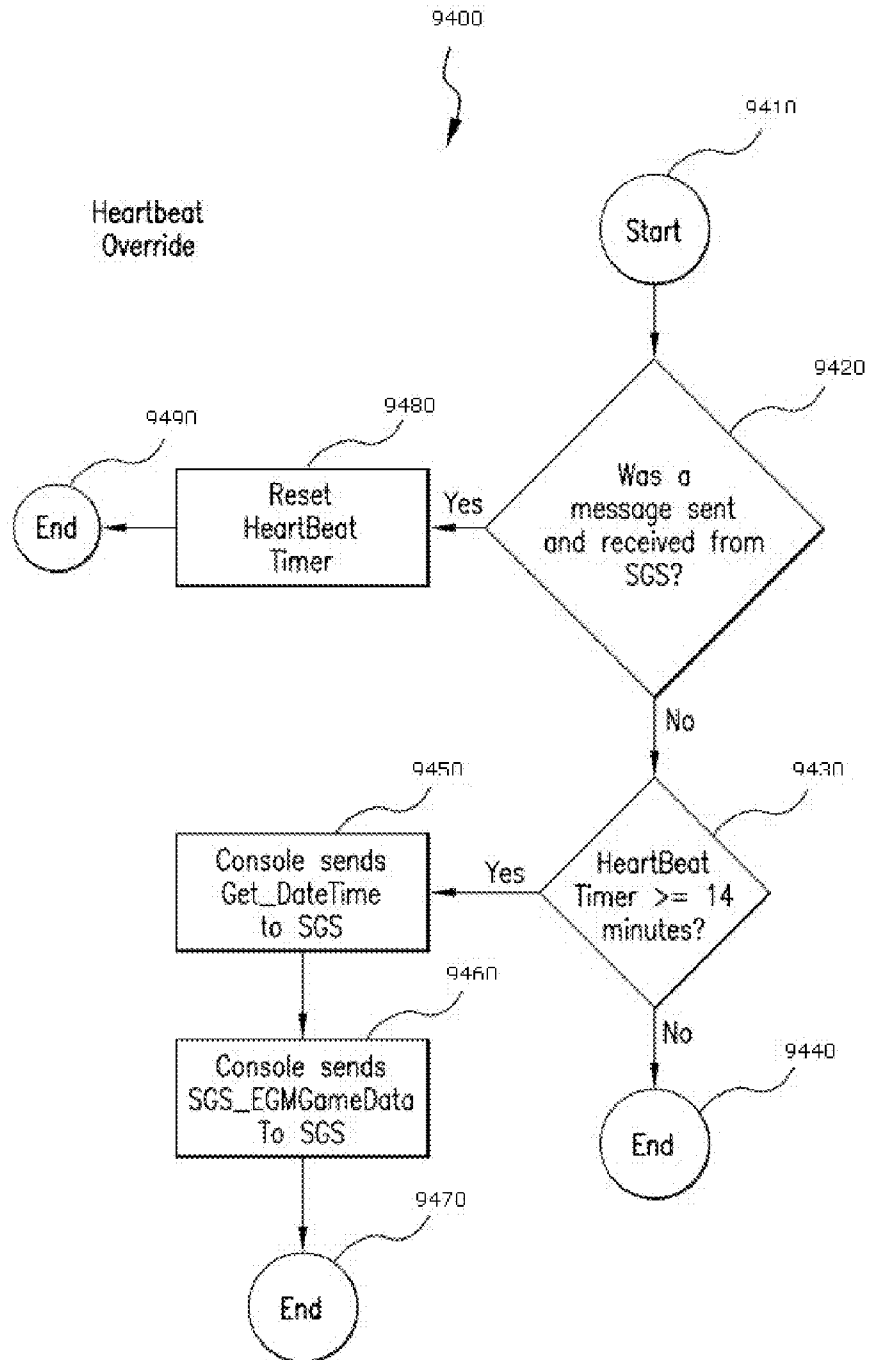 9400
9410
Heartbeat
Override
Start
9420
9480
9490
Was a
message sent
and received from
SGS?
Yes
Reset
HeartBeat
Timer
End
No
9430
9450
HeartBeat
Timer >= 14
minutes?
Yes
Console sends
Get_DateTime
to SGS
9460
No
9440
Console sends
SGS_EGMGameData
To SGS
End
9470
End